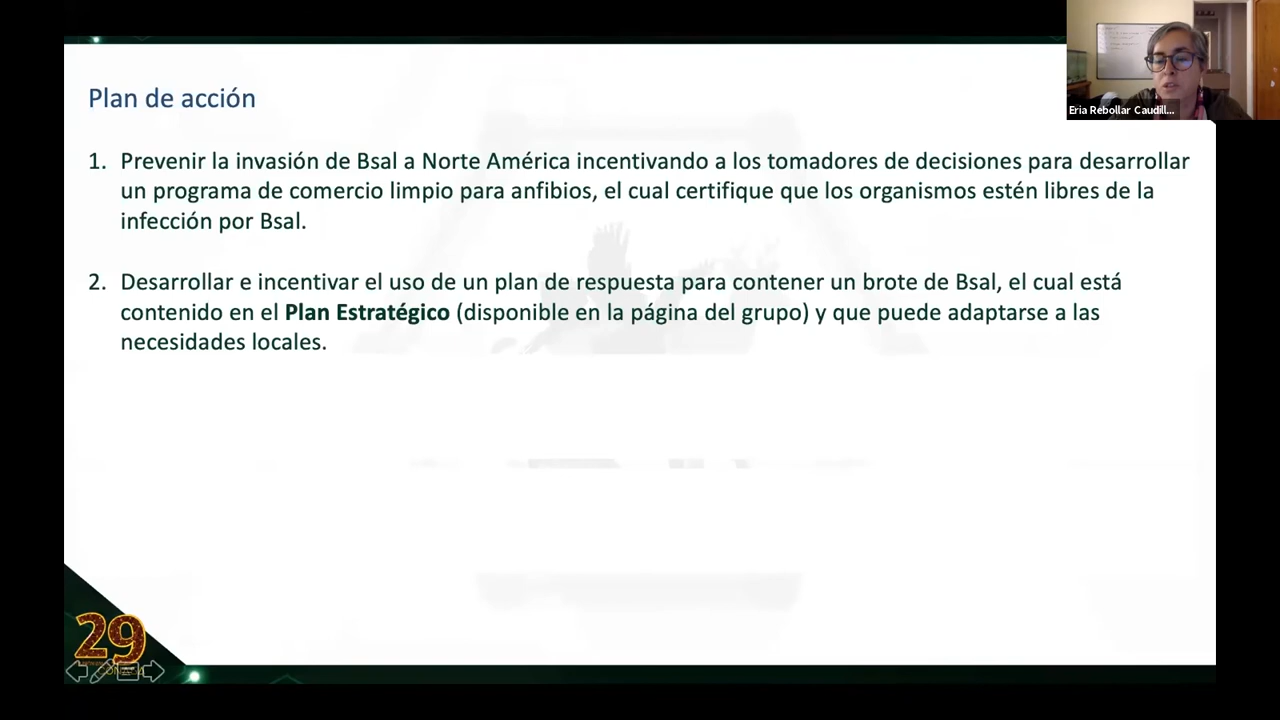 Eria Rebollar Caudill...
Plan de acción
1. Prevenir la invasión de Bsal a Norte América incentivando a los tomadores de decisiones para desarrollar
un programa de comercio limpio para anfibios, el cual certifique que los organismos estén libres de la
infección por Bsal.
2. Desarrollar e incentivar el uso de un plan de respuesta para contener un brote de Bsal, el cual está
contenido en el Plan Estratégico (disponible en la página del grupo) y que puede adaptarse a las
necesidades locales.
29